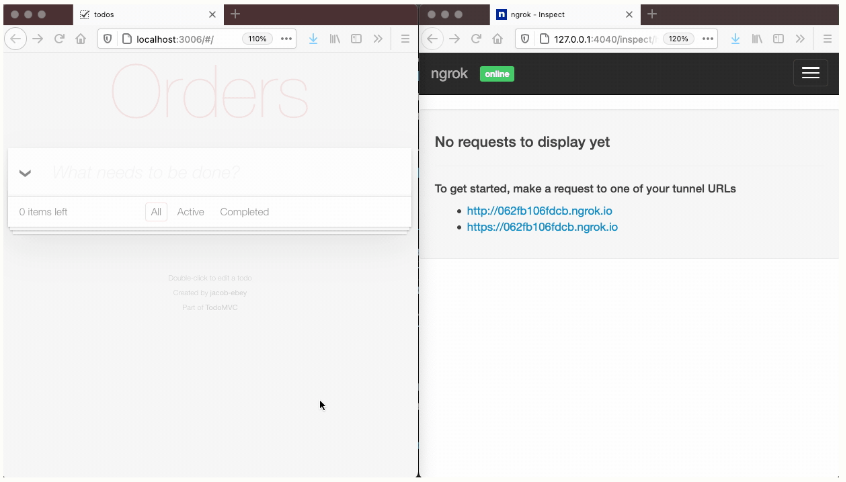 todos
localhost:3006/#/
110%
Orders
What needs to be done?
0 items left
All
Active
Completed
Double-click to edit a todo
Created by jacob-ebey
Part of TodoMVC
n
ngrok - Inspect
127.0.0.1:4040/inspect/
120%
ngrok
online
No requests to display yet
To get started, make a request to one of your tunnel URLs
http://062fb106fdcb.ngrok.io
https://062fb106fdcb.ngrok.io